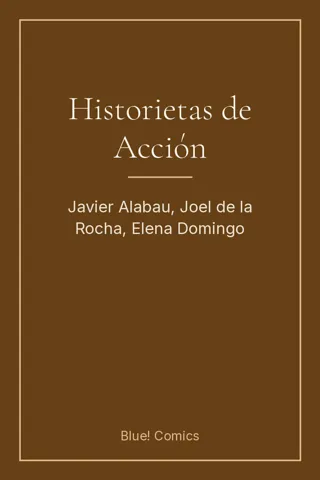 Historietas de
Acción
Javier Alabau, Joel de la
Rocha, Elena Domingo
Blue! Comics